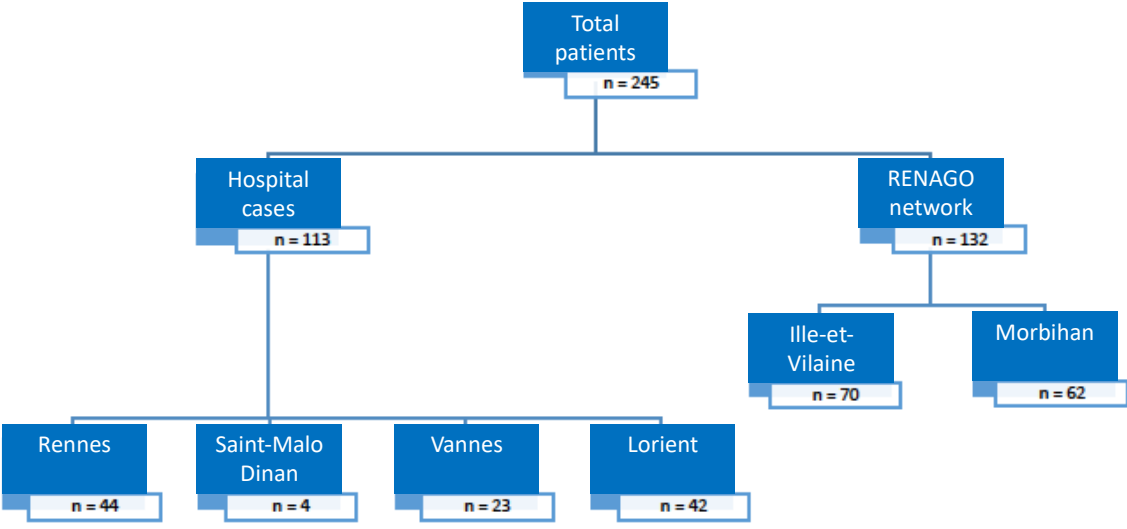 Total
patients
n = 245
Hospital
cases
n = 113
RENAGO
network
n = 132
Ille-et-
Vilaine
n = 70
Morbihan
n = 62
Rennes
n = 44
Saint-Malo
Dinan
n = 4
Vannes
n = 23
Lorient
n = 42